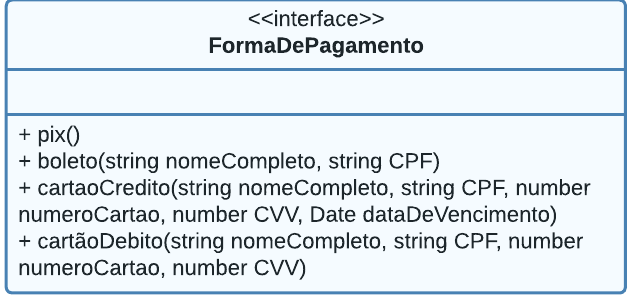 <<interface>>
FormaDePagamento
+ pix()
+ boleto(string nomeCompleto, string CPF)
+ cartaoCredito(string nomeCompleto, string CPF, number
numeroCartao, number CVV, Date dataDeVencimento)
+ cartãoDebito(string nomeCompleto, string CPF, number
numeroCartao, number CVV)